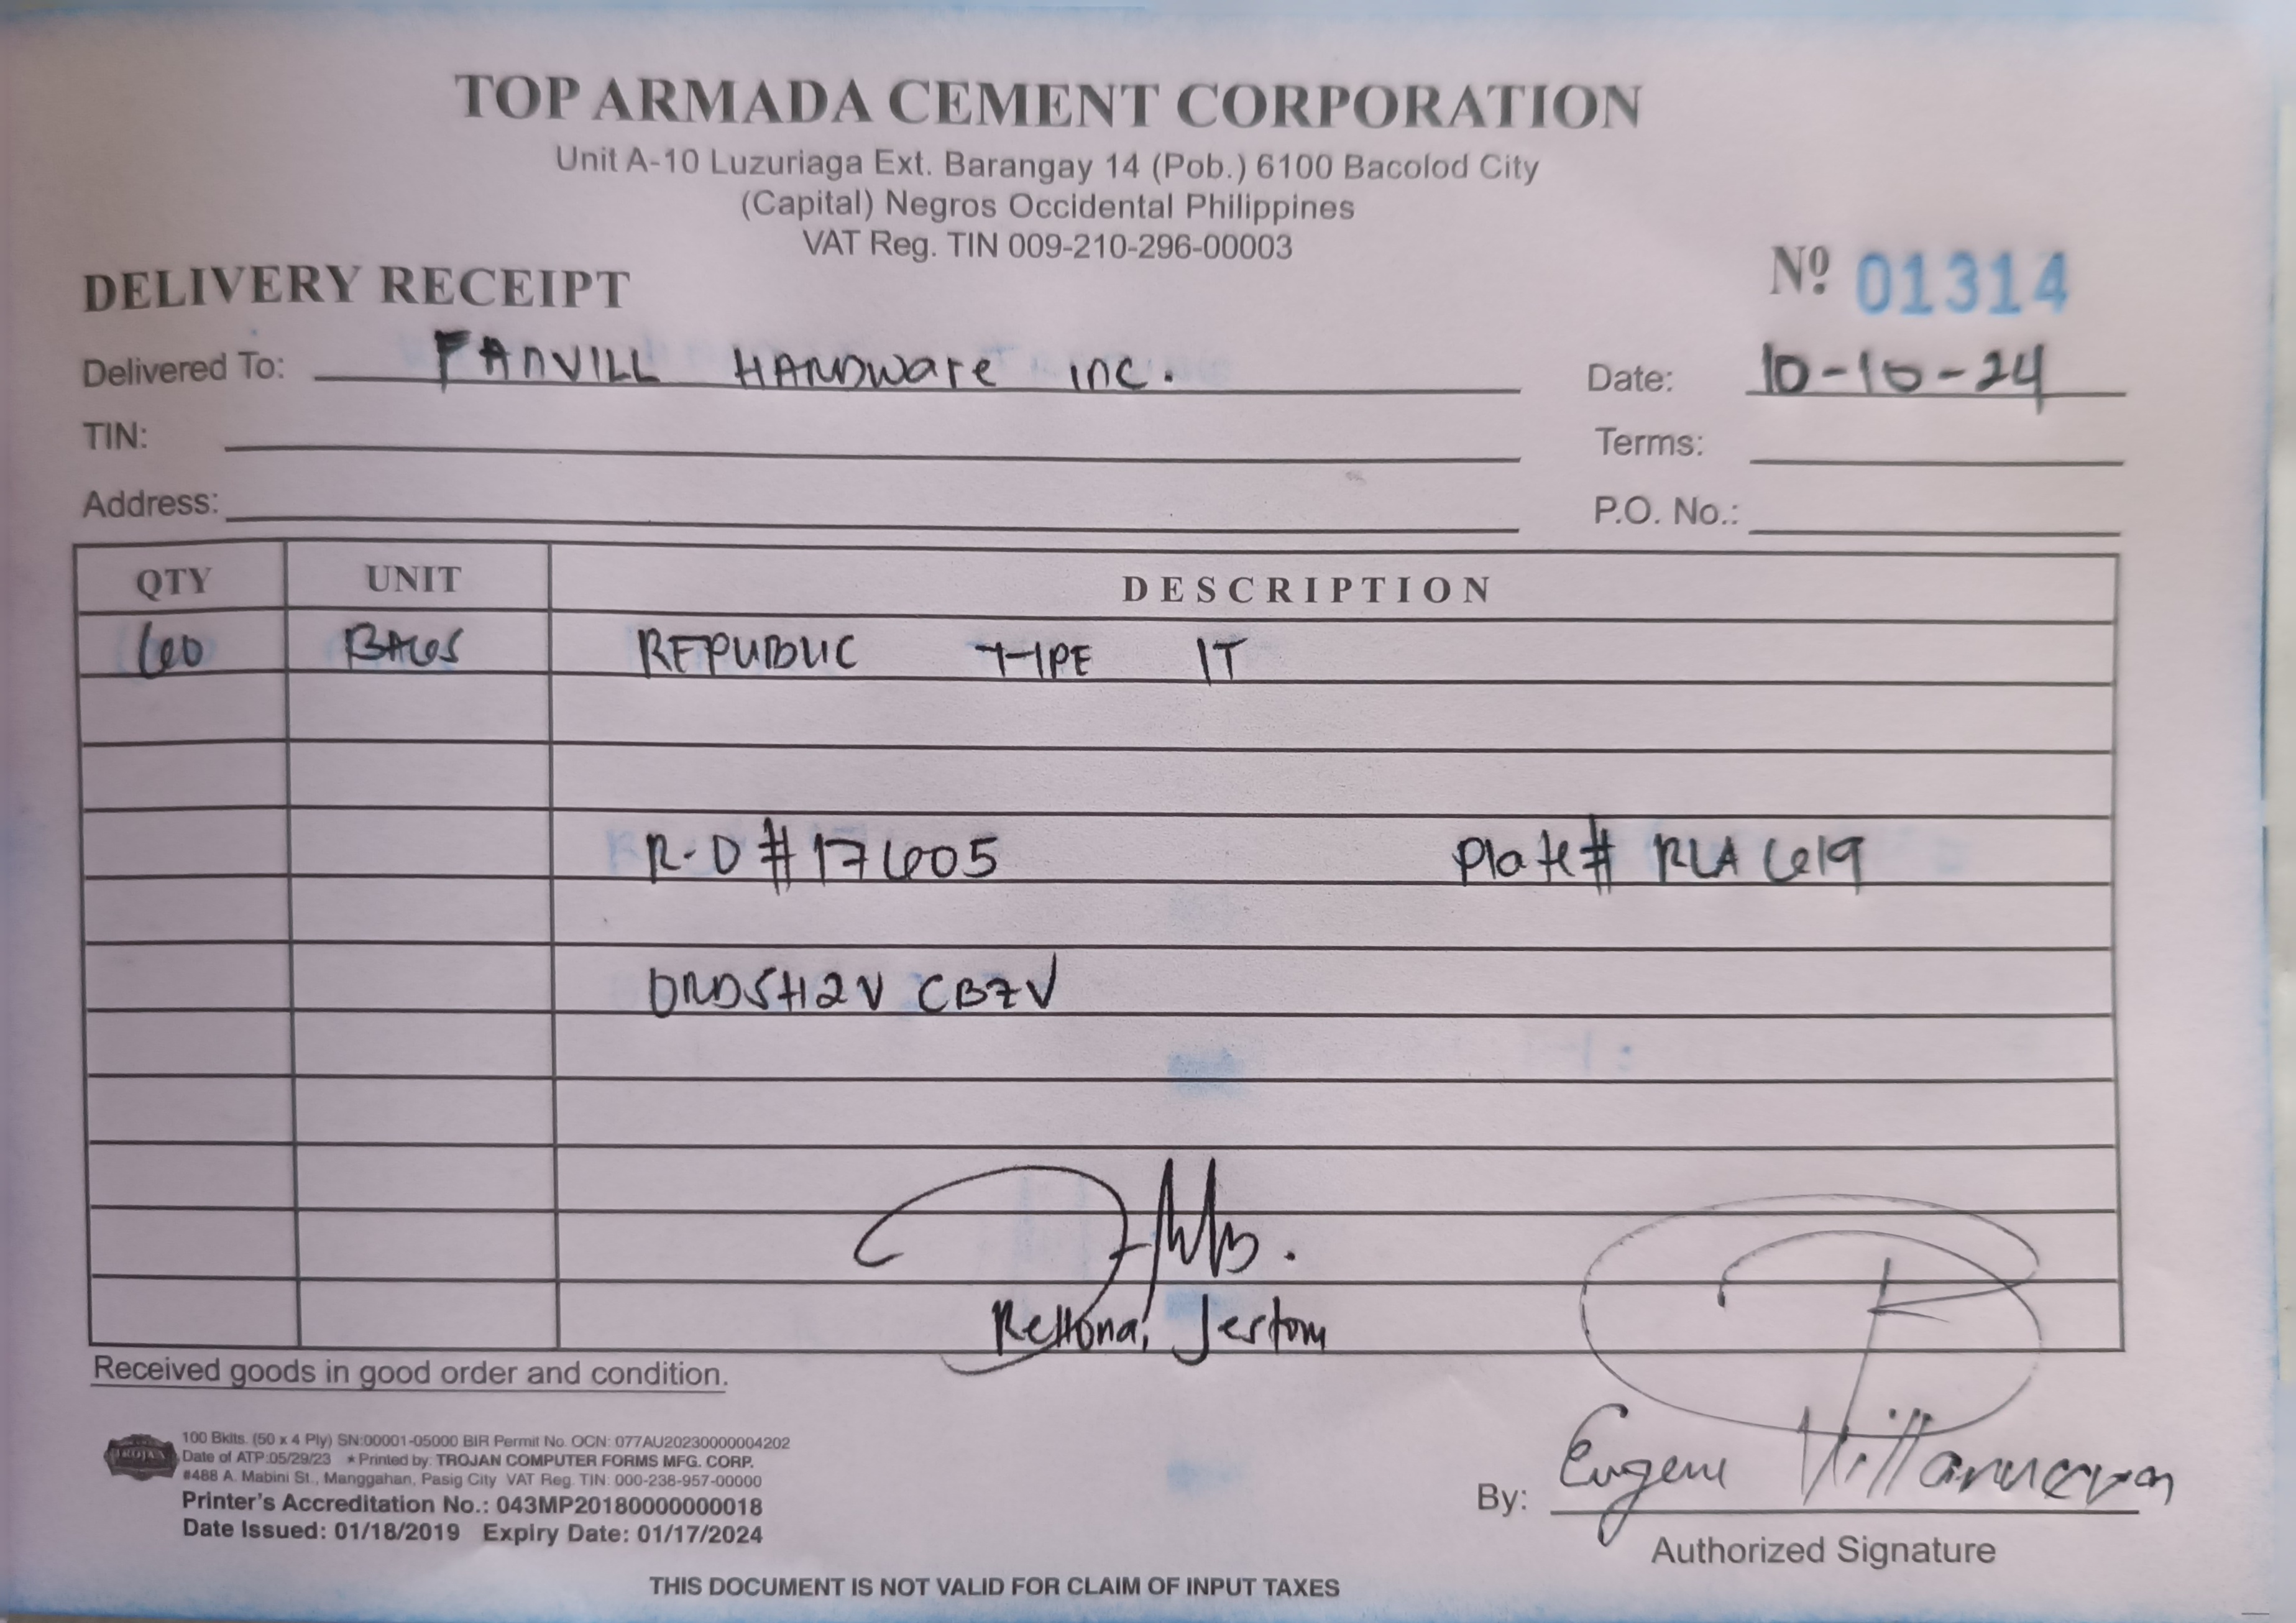 TOP ARMADA CEMENT CORPORATION
Unit A-10 Luzuriaga Ext. Barangay 14 (Pob.) 6100 Bacolod City
(Capital) Negros Occidental Philippines
VAT Reg. TIN 009-210-296-00003
DELIVERY RECEIPT
Nº 01314
Delivered To: FANVILL HARDware inc. Date: 10-10-24
TIN: Terms:
Address: P.O. No.:
QTY UNIT DESCRIPTION
600 BAGS REPUBLIC TYPE 1T
R-O #17605 Plate# RLA 619
CBZV
Jerfom
Received goods in good order and condition.
TROJAN
100 Bklts. (50 x 4 Ply) SN:00001-05000 BIR Permit No. OCN: 077AU20230000004202
Date of ATP:05/29/23 ★ Printed by: TROJAN COMPUTER FORMS MFG. CORP.
#488 A. Mabini St., Manggahan, Pasig City VAT Reg. TIN: 000-238-957-00000
Printer's Accreditation No.: 043MP20180000000018
Date Issued: 01/18/2019 Expiry Date: 01/17/2024
By: Eugene Villanueva
Authorized Signature
THIS DOCUMENT IS NOT VALID FOR CLAIM OF INPUT TAXES